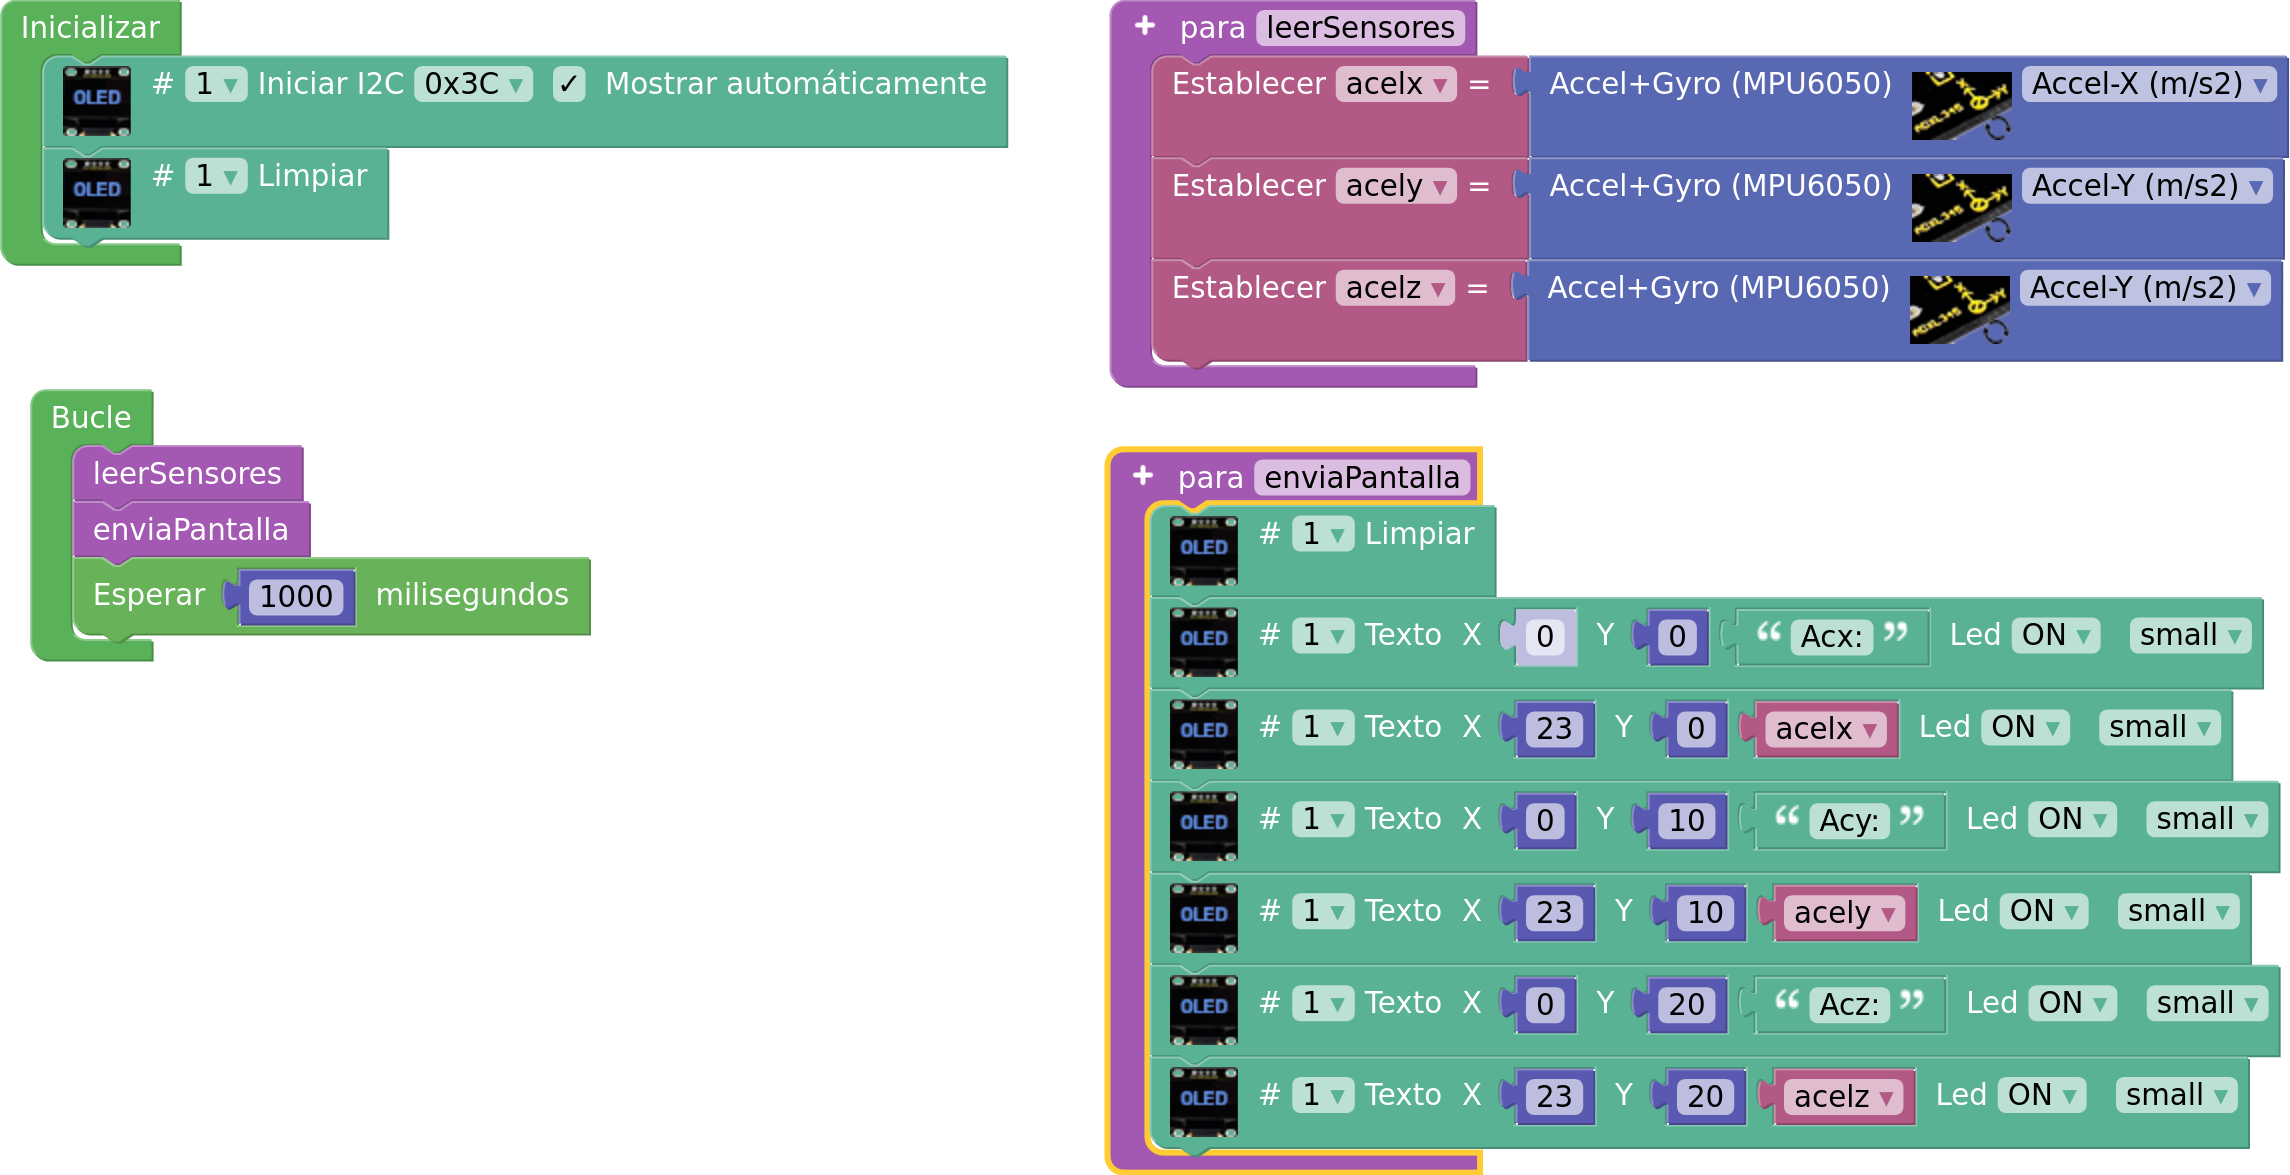 Inicializar
OLED # 1 ▾ Iniciar I2C 0x3C ▾ ✓ Mostrar automáticamente
OLED # 1 ▾ Limpiar
Bucle
leerSensores
enviaPantalla
Esperar 1000 milisegundos
+ para leerSensores
Establecer acelx ▾ = Accel+Gyro (MPU6050) ADXL345 Accel-X (m/s2) ▾
Establecer acely ▾ = Accel+Gyro (MPU6050) ADXL345 Accel-Y (m/s2) ▾
Establecer acelz ▾ = Accel+Gyro (MPU6050) ADXL345 Accel-Y (m/s2) ▾
+ para enviaPantalla
OLED # 1 ▾ Limpiar
OLED # 1 ▾ Texto X 0 Y 0 “ Acx: ” Led ON ▾ small ▾
OLED # 1 ▾ Texto X 23 Y 0 acelx ▾ Led ON ▾ small ▾
OLED # 1 ▾ Texto X 0 Y 10 “ Acy: ” Led ON ▾ small ▾
OLED # 1 ▾ Texto X 23 Y 10 acely ▾ Led ON ▾ small ▾
OLED # 1 ▾ Texto X 0 Y 20 “ Acz: ” Led ON ▾ small ▾
OLED # 1 ▾ Texto X 23 Y 20 acelz ▾ Led ON ▾ small ▾